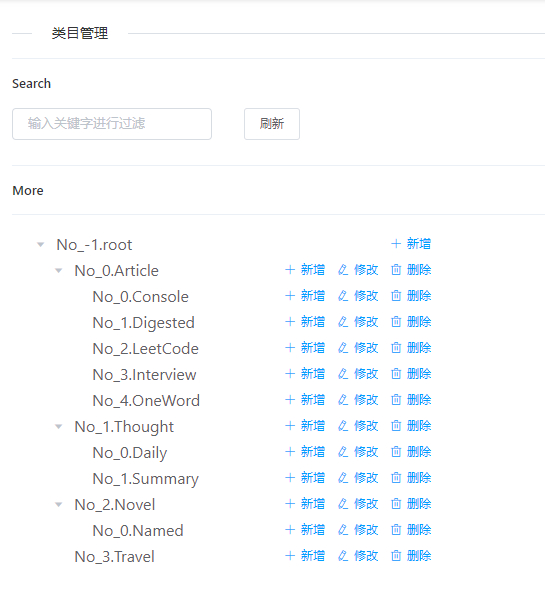 类目管理
Search
输入关键字进行过滤 刷新
More
No_-1.root 新增
No_0.Article 新增 修改 删除
No_0.Console 新增 修改 删除
No_1.Digested 新增 修改 删除
No_2.LeetCode 新增 修改 删除
No_3.Interview 新增 修改 删除
No_4.OneWord 新增 修改 删除
No_1.Thought 新增 修改 删除
No_0.Daily 新增 修改 删除
No_1.Summary 新增 修改 删除
No_2.Novel 新增 修改 删除
No_0.Named 新增 修改 删除
No_3.Travel 新增 修改 删除